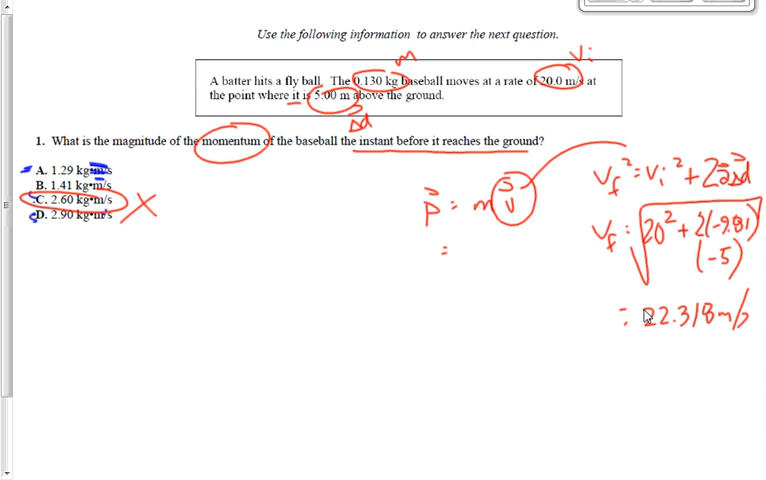 Use the following information to answer the next question.
m
Vi
A batter hits a fly ball. The 0.130 kg baseball moves at a rate of 20.0 m/s at
the point where it is 5.00 m above the ground.
Δd
1. What is the magnitude of the momentum of the baseball the instant before it reaches the ground?
A. 1.29 kg•m/s
B. 1.41 kg•m/s
C. 2.60 kg•m/s X
D. 2.90 kg•m/s
p = mv
=
Vf² = Vi² + 2aΔd
Vf = √20² + 2(-9.81)
(-5)
= 22.318 m/s